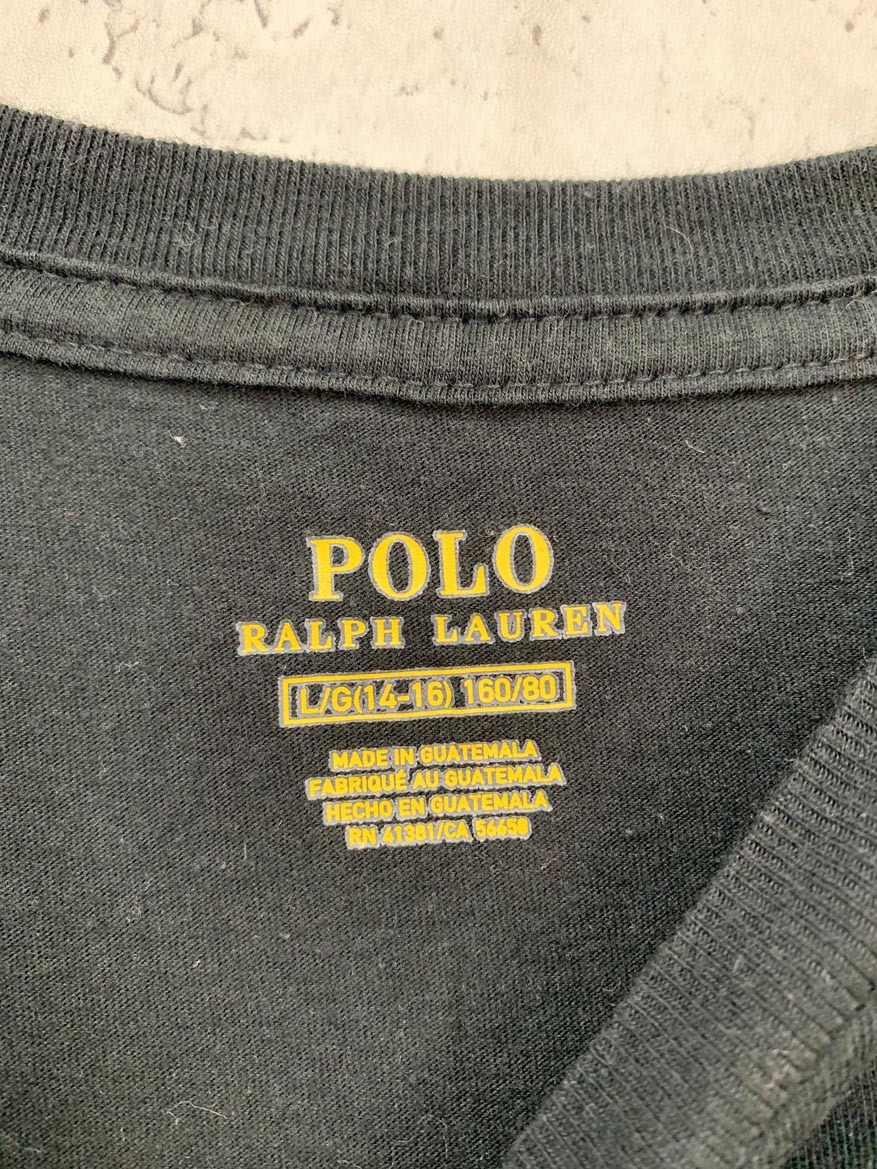 POLO
RALPH LAUREN
L/G(14-16) 160/80
MADE IN GUATEMALA
FABRIQUÉ AU GUATEMALA
HECHO EN GUATEMALA
RN 41381/CA 56650